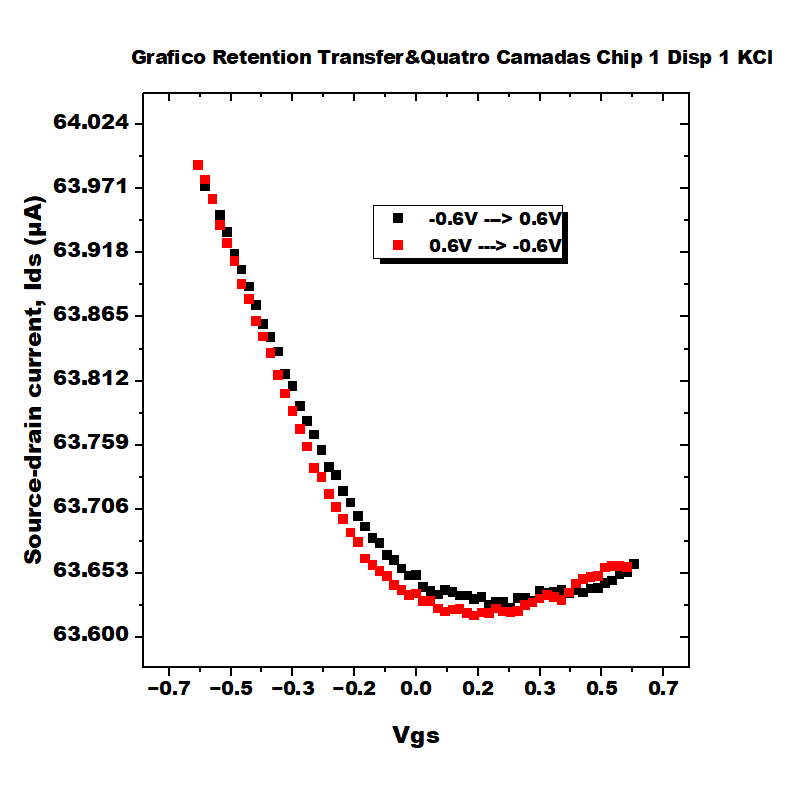 Grafico Retention Transfer&Quatro Camadas Chip 1 Disp 1 KCl
64.024
63.971
63.918
63.865
63.812
63.759
63.706
63.653
63.600
Source-drain current, Ids (µA)
-0.6V ---> 0.6V
0.6V ---> -0.6V
−0.7 −0.5 −0.3 −0.2 0.0 0.2 0.3 0.5 0.7
Vgs